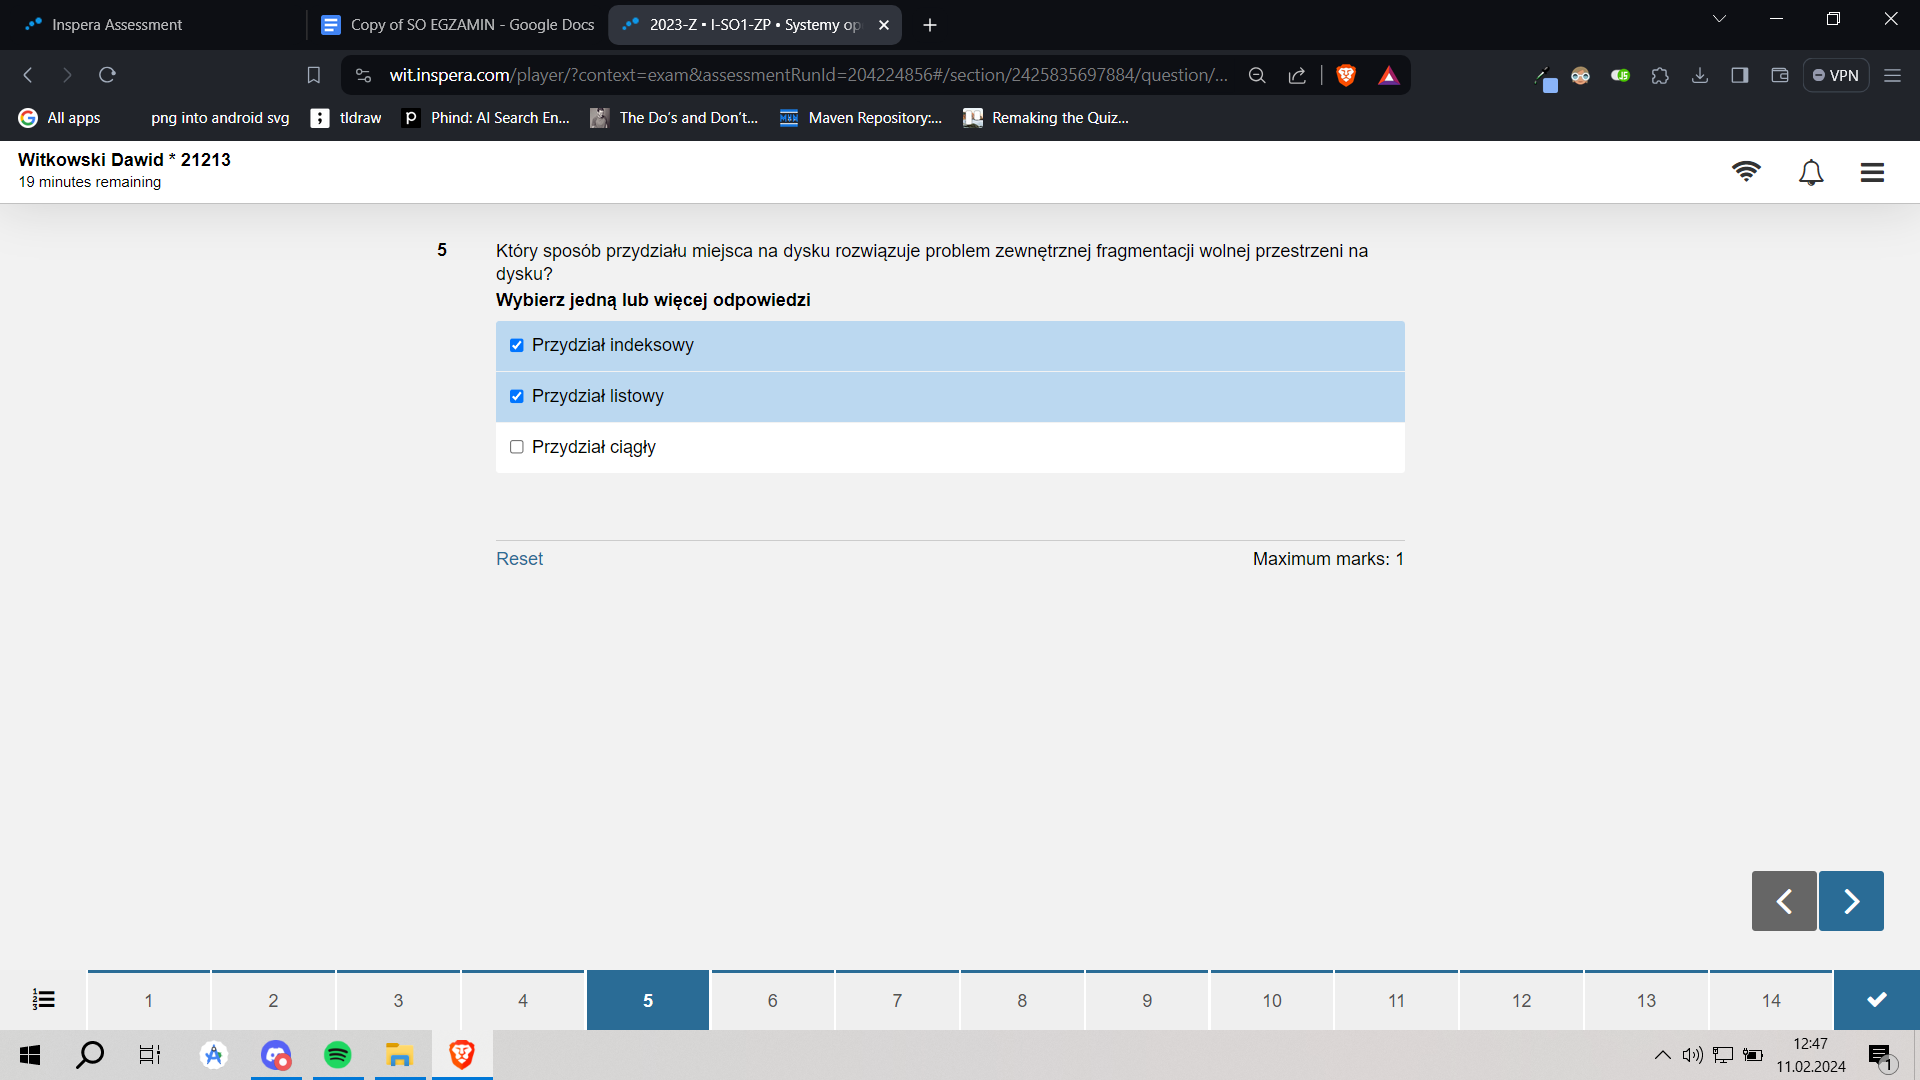 Inspera Assessment
Copy of SO EGZAMIN - Google Docs
2023-Z • I-SO1-ZP • Systemy op
wit.inspera.com/player/?context=exam&assessmentRunId=204224856#/section/2425835697884/question/...
VPN
All apps
png into android svg
tldraw
Phind: AI Search En...
The Do's and Don't...
Maven Repository:...
Remaking the Quiz...
Witkowski Dawid * 21213
19 minutes remaining
5
Który sposób przydziału miejsca na dysku rozwiązuje problem zewnętrznej fragmentacji wolnej przestrzeni na
dysku?
Wybierz jedną lub więcej odpowiedzi
Przydział indeksowy
Przydział listowy
Przydział ciągły
Reset
Maximum marks: 1
1 2 3 4 5 6 7 8 9 10 11 12 13 14
12:47
11.02.2024
1